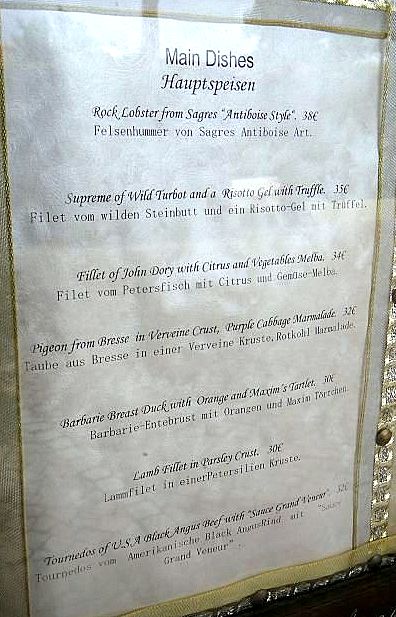 Main Dishes
Hauptspeisen
Rock Lobster from Sagres "Antiboise Style". 38€
Felsenhummer von Sagres Antiboise Art.
Supreme of Wild Turbot and a Risotto Gel with Truffle. 35€
Filet vom wilden Steinbutt und ein Risotto-Gel mit Trüffel.
Fillet of John Dory with Citrus and Vegetables Melba. 34€
Filet vom Petersfisch mit Citrus und Gemüse-Melba.
Pigeon from Bresse in Verveine Crust, Purple Cabbage Marmalade. 32€
Taube aus Bresse in einer Verveine Kruste, Rotkohl Marmalade.
Barbarie Breast Duck with Orange and Maxim's Tartlet. 30€
Barbarie-Entebrust mit Orangen und Maxim Törtchen.
Lamb Fillet in Parsley Crust. 30€
Lammfilet in einerPetersilien Kruste.
Tournedos of U.S.A Black Angus Beef with "Sauce Grand Veneur". 32€
Tournedos vom Amerikanische Black AngusRind mit "Sauce
Grand Veneur".